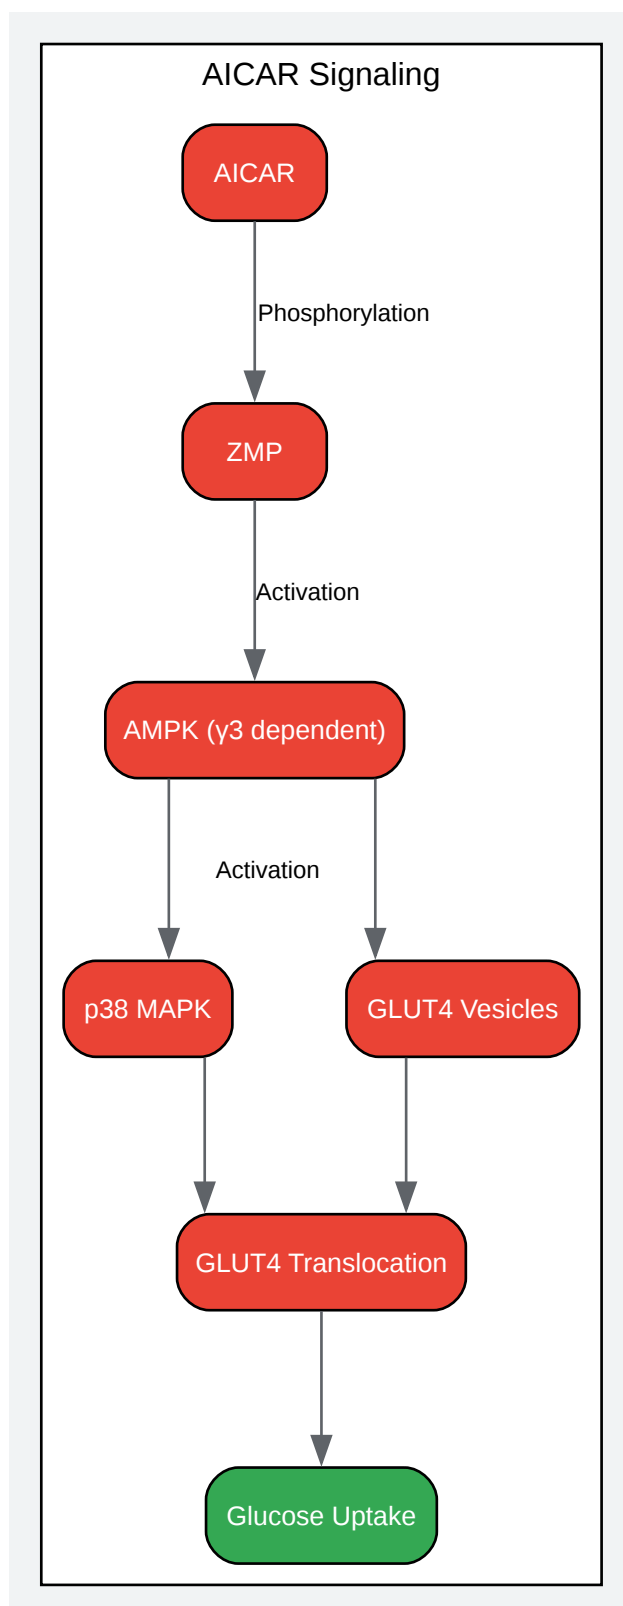 AICAR Signaling
AICAR
Phosphorylation
ZMP
Activation
AMPK (γ3 dependent)
Activation
p38 MAPK
GLUT4 Vesicles
GLUT4 Translocation
Glucose Uptake